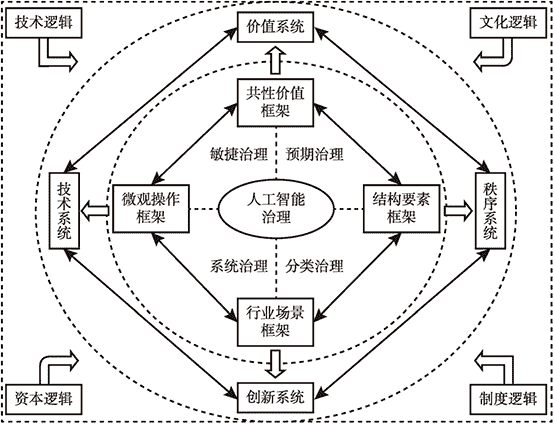 技术逻辑
价值系统
文化逻辑
共性价值
框架
敏捷治理
预期治理
技术系统
微观操作
框架
人工智能
治理
结构要素
框架
秩序系统
系统治理
分类治理
行业场景
框架
资本逻辑
创新系统
制度逻辑